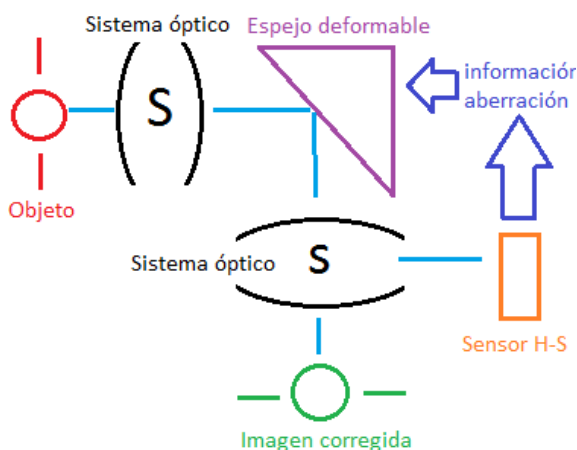 Sistema óptico
Espejo deformable
S
información
aberración
Objeto
Sistema óptico
S
Sensor H-S
Imagen corregida